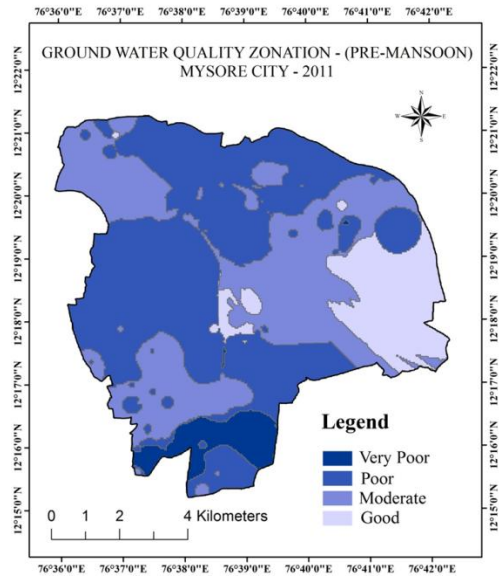 76°36'0"E 76°37'0"E 76°38'0"E 76°39'0"E 76°40'0"E 76°41'0"E 76°42'0"E
GROUND WATER QUALITY ZONATION - (PRE-MANSOON)
MYSORE CITY - 2011
N
W E
S
12°22'0"N 12°22'0"N
12°21'0"N 12°21'0"N
12°20'0"N 12°20'0"N
12°19'0"N 12°19'0"N
12°18'0"N 12°18'0"N
12°17'0"N 12°17'0"N
12°16'0"N 12°16'0"N
12°15'0"N 12°15'0"N
Legend
Very Poor
Poor
Moderate
Good
0 1 2 4 Kilometers
76°36'0"E 76°37'0"E 76°38'0"E 76°39'0"E 76°40'0"E 76°41'0"E 76°42'0"E